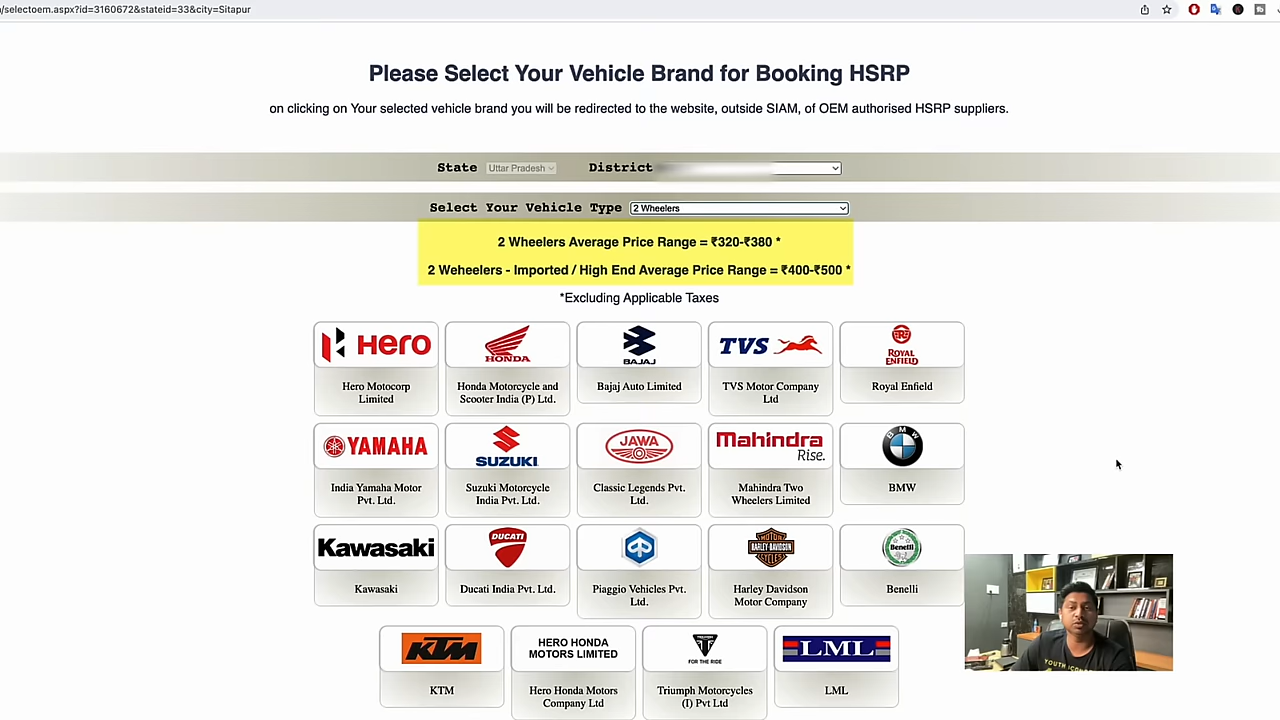 /selectoem.aspx?id=3160672&stateid=33&city=Sitapur
Please Select Your Vehicle Brand for Booking HSRP
on clicking on Your selected vehicle brand you will be redirected to the website, outside SIAM, of OEM authorised HSRP suppliers.
State Uttar Pradesh District
Select Your Vehicle Type 2 Wheelers
2 Wheelers Average Price Range = ₹320-₹380 *
2 Weheelers - Imported / High End Average Price Range = ₹400-₹500 *
*Excluding Applicable Taxes
Hero HONDA BAJAJ TVS ROYAL ENFIELD
Hero Motocorp Limited
Honda Motorcycle and Scooter India (P) Ltd.
Bajaj Auto Limited
TVS Motor Company Ltd
Royal Enfield
YAMAHA SUZUKI JAWA Mahindra Rise. BMW
India Yamaha Motor Pvt. Ltd.
Suzuki Motorcycle India Pvt. Ltd.
Classic Legends Pvt. Ltd.
Mahindra Two Wheelers Limited
BMW
Kawasaki DUCATI MOTOR HARLEY-DAVIDSON CYCLES Benelli
Kawasaki
Ducati India Pvt. Ltd.
Piaggio Vehicles Pvt. Ltd.
Harley Davidson Motor Company
Benelli
KTM HERO HONDA MOTORS LIMITED TRIUMPH FOR THE RIDE LML
KTM
Hero Honda Motors Company Ltd
Triumph Motorcycles (I) Pvt Ltd
LML
YOUTH ICON